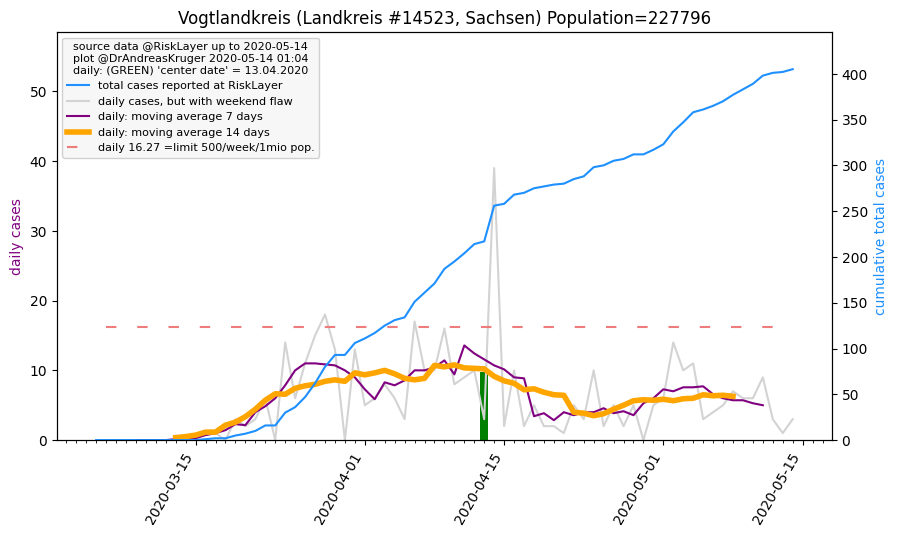 Vogtlandkreis (Landkreis #14523, Sachsen) Population=227796
source data @RiskLayer up to 2020-05-14
plot @DrAndreasKruger 2020-05-14 01:04
daily: (GREEN) 'center date' = 13.04.2020
total cases reported at RiskLayer
daily cases, but with weekend flaw
daily: moving average 7 days
daily: moving average 14 days
daily 16.27 =limit 500/week/1mio pop.
daily cases
50
40
30
20
10
0
cumulative total cases
400
350
300
250
200
150
100
50
0
2020-03-15
2020-04-01
2020-04-15
2020-05-01
2020-05-15